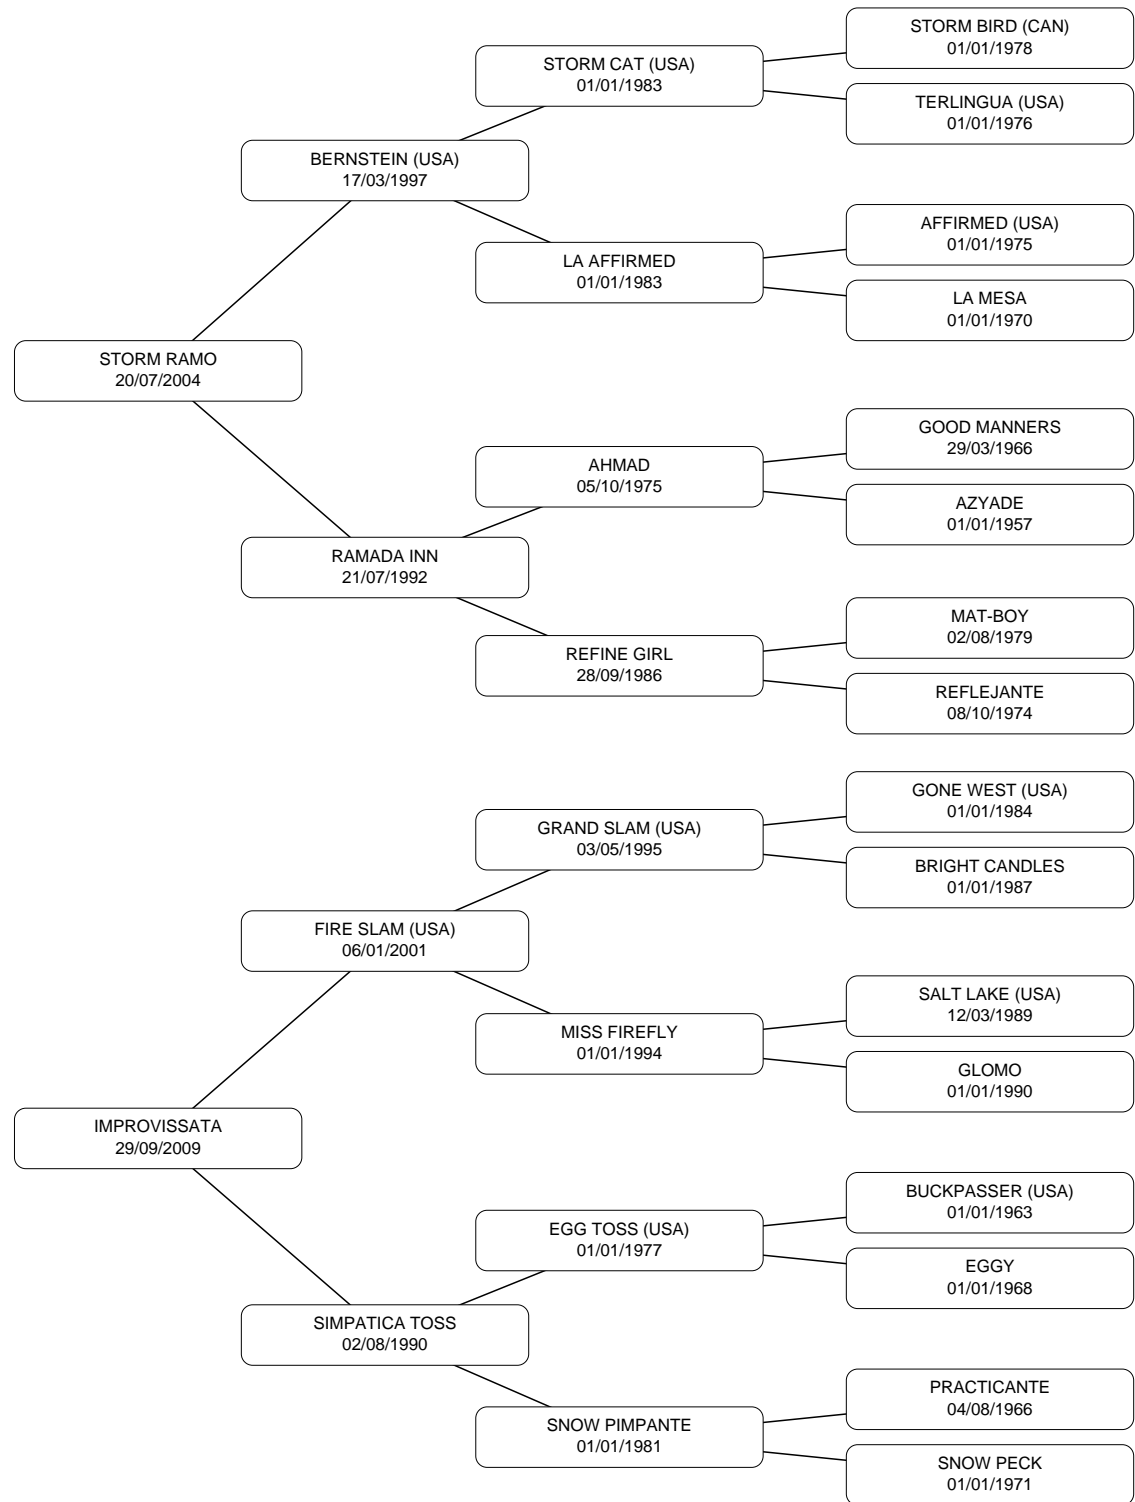 STORM BIRD (CAN)
01/01/1978
STORM CAT (USA)
01/01/1983
TERLINGUA (USA)
01/01/1976
BERNSTEIN (USA)
17/03/1997
AFFIRMED (USA)
01/01/1975
LA AFFIRMED
01/01/1983
LA MESA
01/01/1970
STORM RAMO
20/07/2004
GOOD MANNERS
29/03/1966
AHMAD
05/10/1975
AZYADE
01/01/1957
RAMADA INN
21/07/1992
MAT-BOY
02/08/1979
REFINE GIRL
28/09/1986
REFLEJANTE
08/10/1974
GONE WEST (USA)
01/01/1984
GRAND SLAM (USA)
03/05/1995
BRIGHT CANDLES
01/01/1987
FIRE SLAM (USA)
06/01/2001
SALT LAKE (USA)
12/03/1989
MISS FIREFLY
01/01/1994
GLOMO
01/01/1990
IMPROVISSATA
29/09/2009
BUCKPASSER (USA)
01/01/1963
EGG TOSS (USA)
01/01/1977
EGGY
01/01/1968
SIMPATICA TOSS
02/08/1990
PRACTICANTE
04/08/1966
SNOW PIMPANTE
01/01/1981
SNOW PECK
01/01/1971